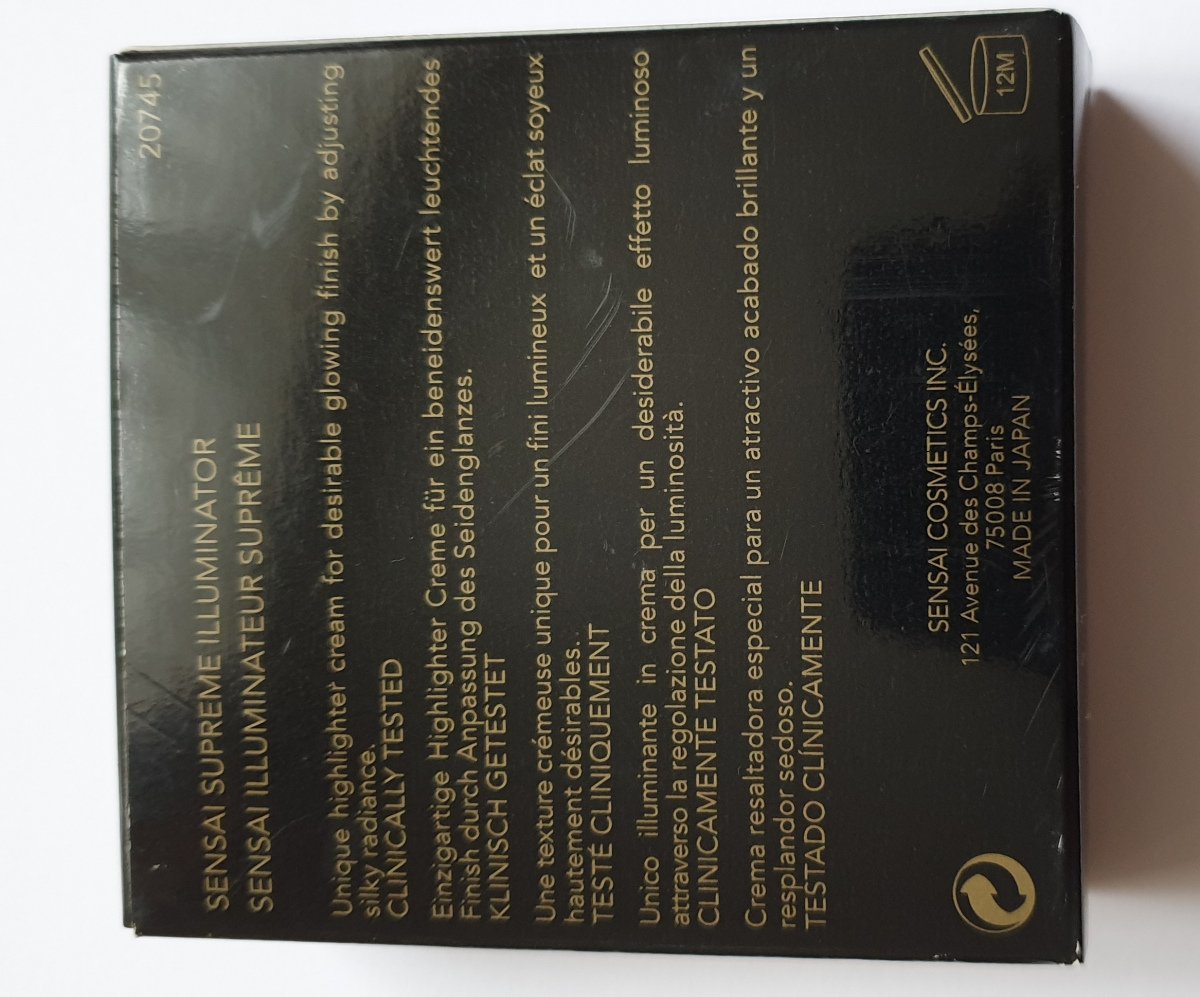 20745
SENSAI SUPREME ILLUMINATOR
SENSAI ILLUMINATEUR SUPRÊME
Unique highlighter cream for desirable glowing finish by adjusting
silky radiance.
CLINICALLY TESTED
Einzigartige Highlighter Creme für ein beneidenswert leuchtendes
Finish durch Anpassung des Seidenglanzes.
KLINISCH GETESTET
Une texture crémeuse unique pour un fini lumineux et un éclat soyeux
hautement désirables.
TESTÉ CLINIQUEMENT
Unico illuminante in crema per un desiderabile effetto luminoso
attraverso la regolazione della luminosità.
CLINICAMENTE TESTATO
Crema resaltadora especial para un atractivo acabado brillante y un
resplandor sedoso.
TESTADO CLÍNICAMENTE
SENSAI COSMETICS INC.
121 Avenue des Champs-Élysées,
75008 Paris
MADE IN JAPAN
12M